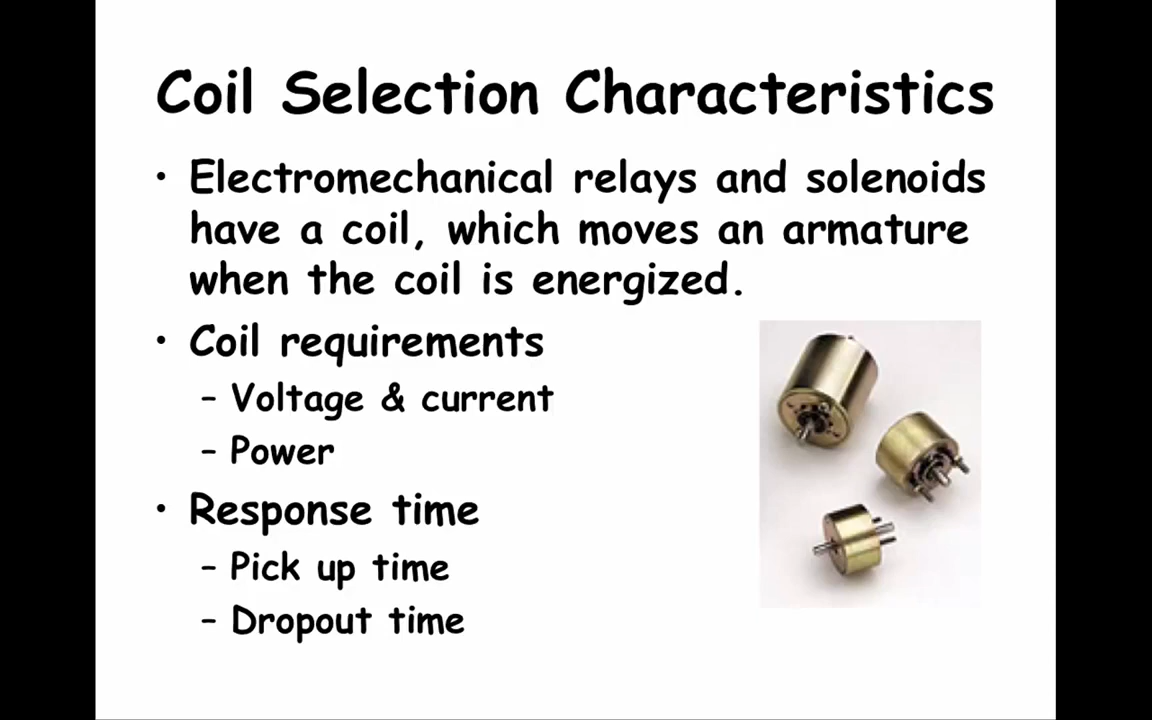 Coil Selection Characteristics
• Electromechanical relays and solenoids
have a coil, which moves an armature
when the coil is energized.
• Coil requirements
– Voltage & current
– Power
• Response time
– Pick up time
– Dropout time